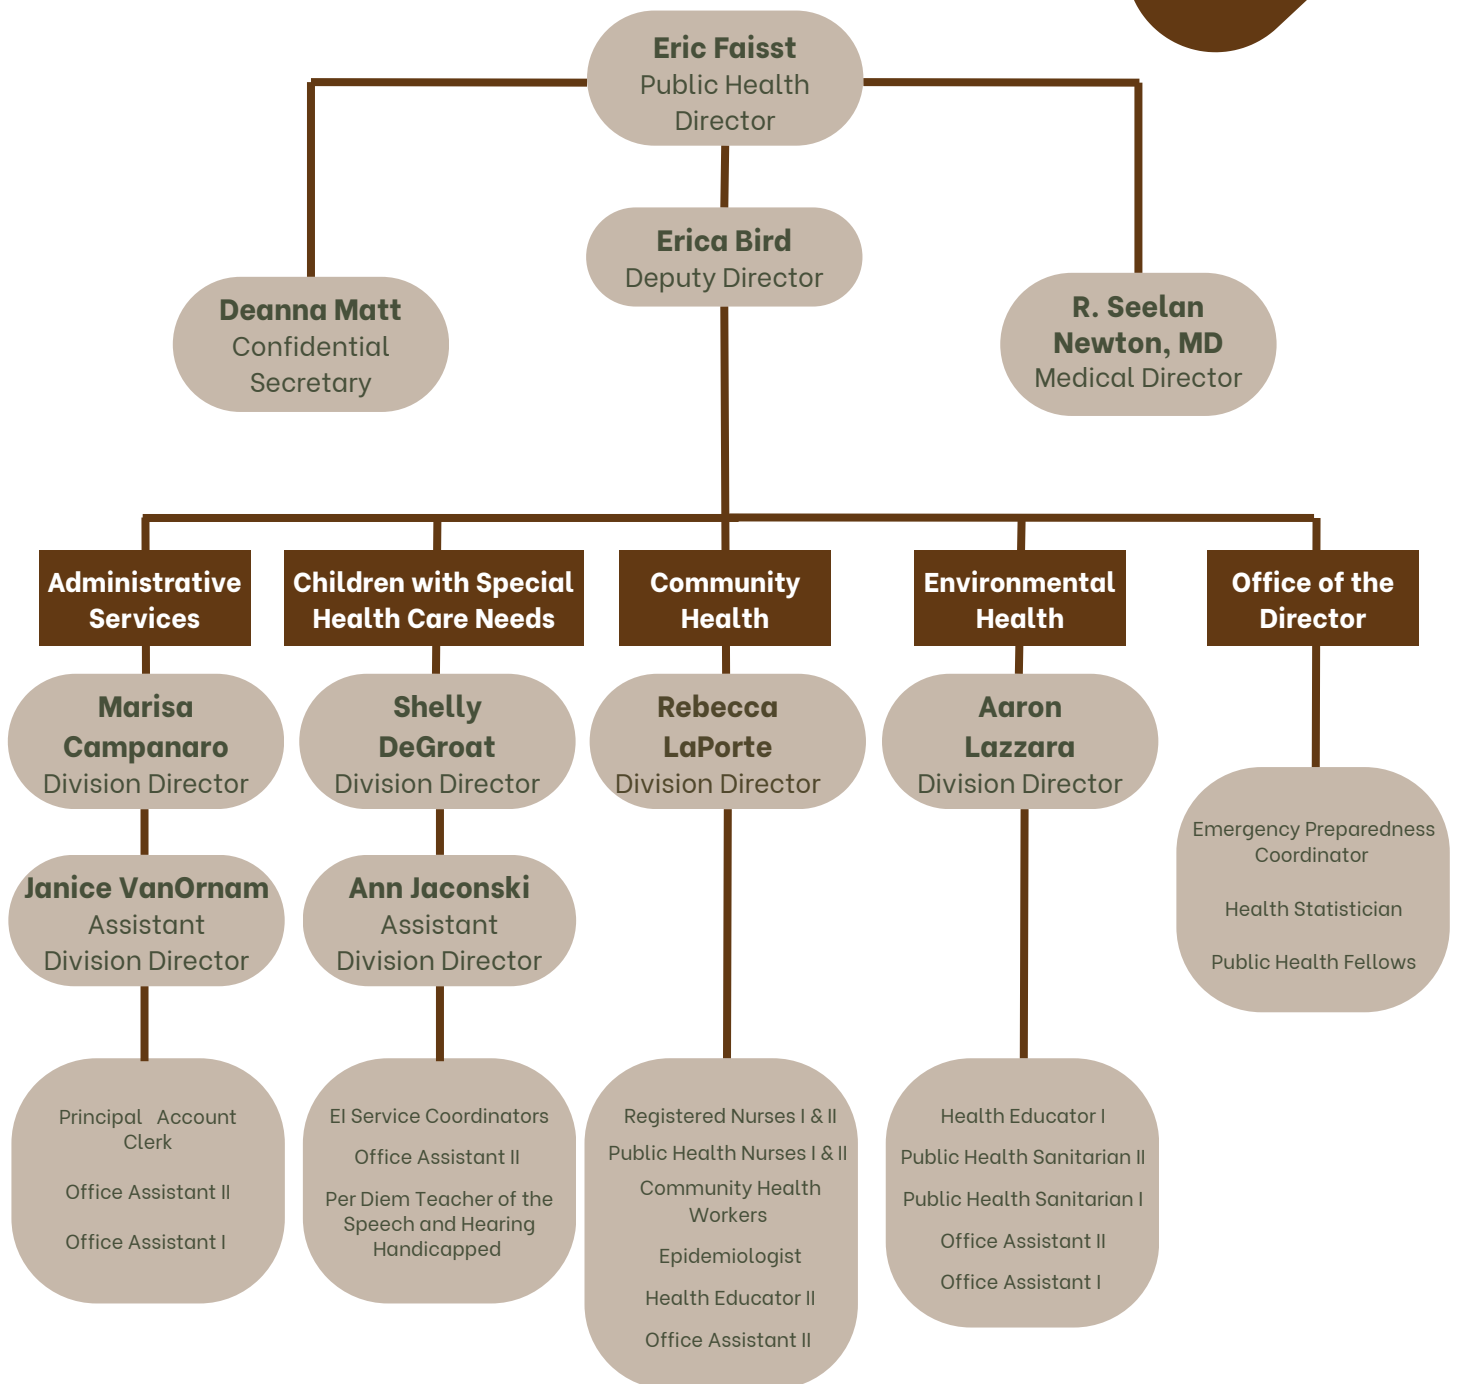 Eric Faisst
Public Health
Director
Erica Bird
Deputy Director
Deanna Matt
Confidential
Secretary
R. Seelan
Newton, MD
Medical Director
Administrative
Services
Children with Special
Health Care Needs
Community
Health
Environmental
Health
Office of the
Director
Marisa
Campanaro
Division Director
Shelly
DeGroat
Division Director
Rebecca
LaPorte
Division Director
Aaron
Lazzara
Division Director
Janice VanOrnam
Assistant
Division Director
Ann Jaconski
Assistant
Division Director
Emergency Preparedness
Coordinator
Health Statistician
Public Health Fellows
Principal Account
Clerk
Office Assistant II
Office Assistant I
EI Service Coordinators
Office Assistant II
Per Diem Teacher of the
Speech and Hearing
Handicapped
Registered Nurses I & II
Public Health Nurses I & II
Community Health
Workers
Epidemiologist
Health Educator II
Office Assistant II
Health Educator I
Public Health Sanitarian II
Public Health Sanitarian I
Office Assistant II
Office Assistant I